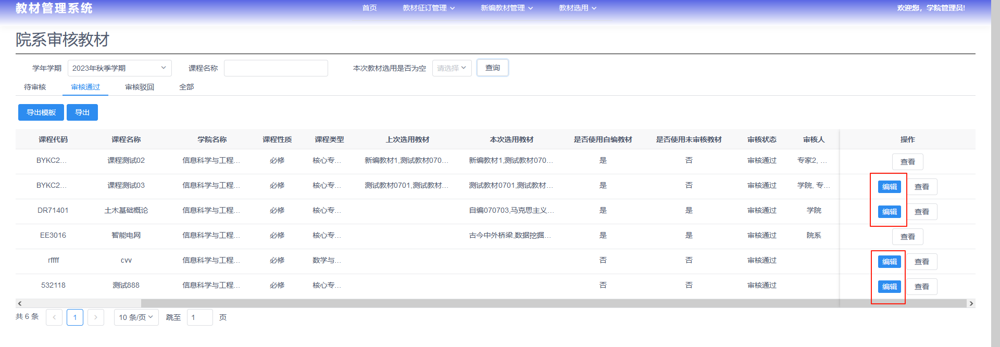 教材管理系统 首页 教材征订管理 新编教材管理 教材选用 欢迎您，学院管理员!
院系审核教材
学年学期 2023年秋季学期 课程名称 本次教材选用是否为空 请选择 查询
待审核 审核通过 审核驳回 全部
导出模板 导出
课程代码 课程名称 学院名称 课程性质 课程类型 上次选用教材 本次选用教材 是否使用自编教材 是否使用未审核教材 审核状态 审核人 操作
BYKC2... 课程测试02 信息科学与工程... 必修 核心专... 新编教材1,测试教材070... 新编教材1,测试教材070... 是 否 审核通过 专家2, ... 查看
BYKC2... 课程测试03 信息科学与工程... 必修 核心专... 测试教材0701,测试教材... 测试教材0701,测试教材... 是 否 审核通过 学院, 专... 编辑 查看
DR71401 土木基础概论 信息科学与工程... 必修 核心专... 自编070703,马克思主义... 是 是 审核通过 学院 编辑 查看
EE3016 智能电网 信息科学与工程... 必修 核心专... 古今中外桥梁,数据挖掘... 是 是 审核通过 院系 查看
rffff cvv 信息科学与工程... 必修 数学与... 否 否 审核通过 编辑 查看
532118 测试888 信息科学与工程... 必修 核心专... 否 否 审核通过 编辑 查看
共 6 条 1 10 条/页 跳至 1 页